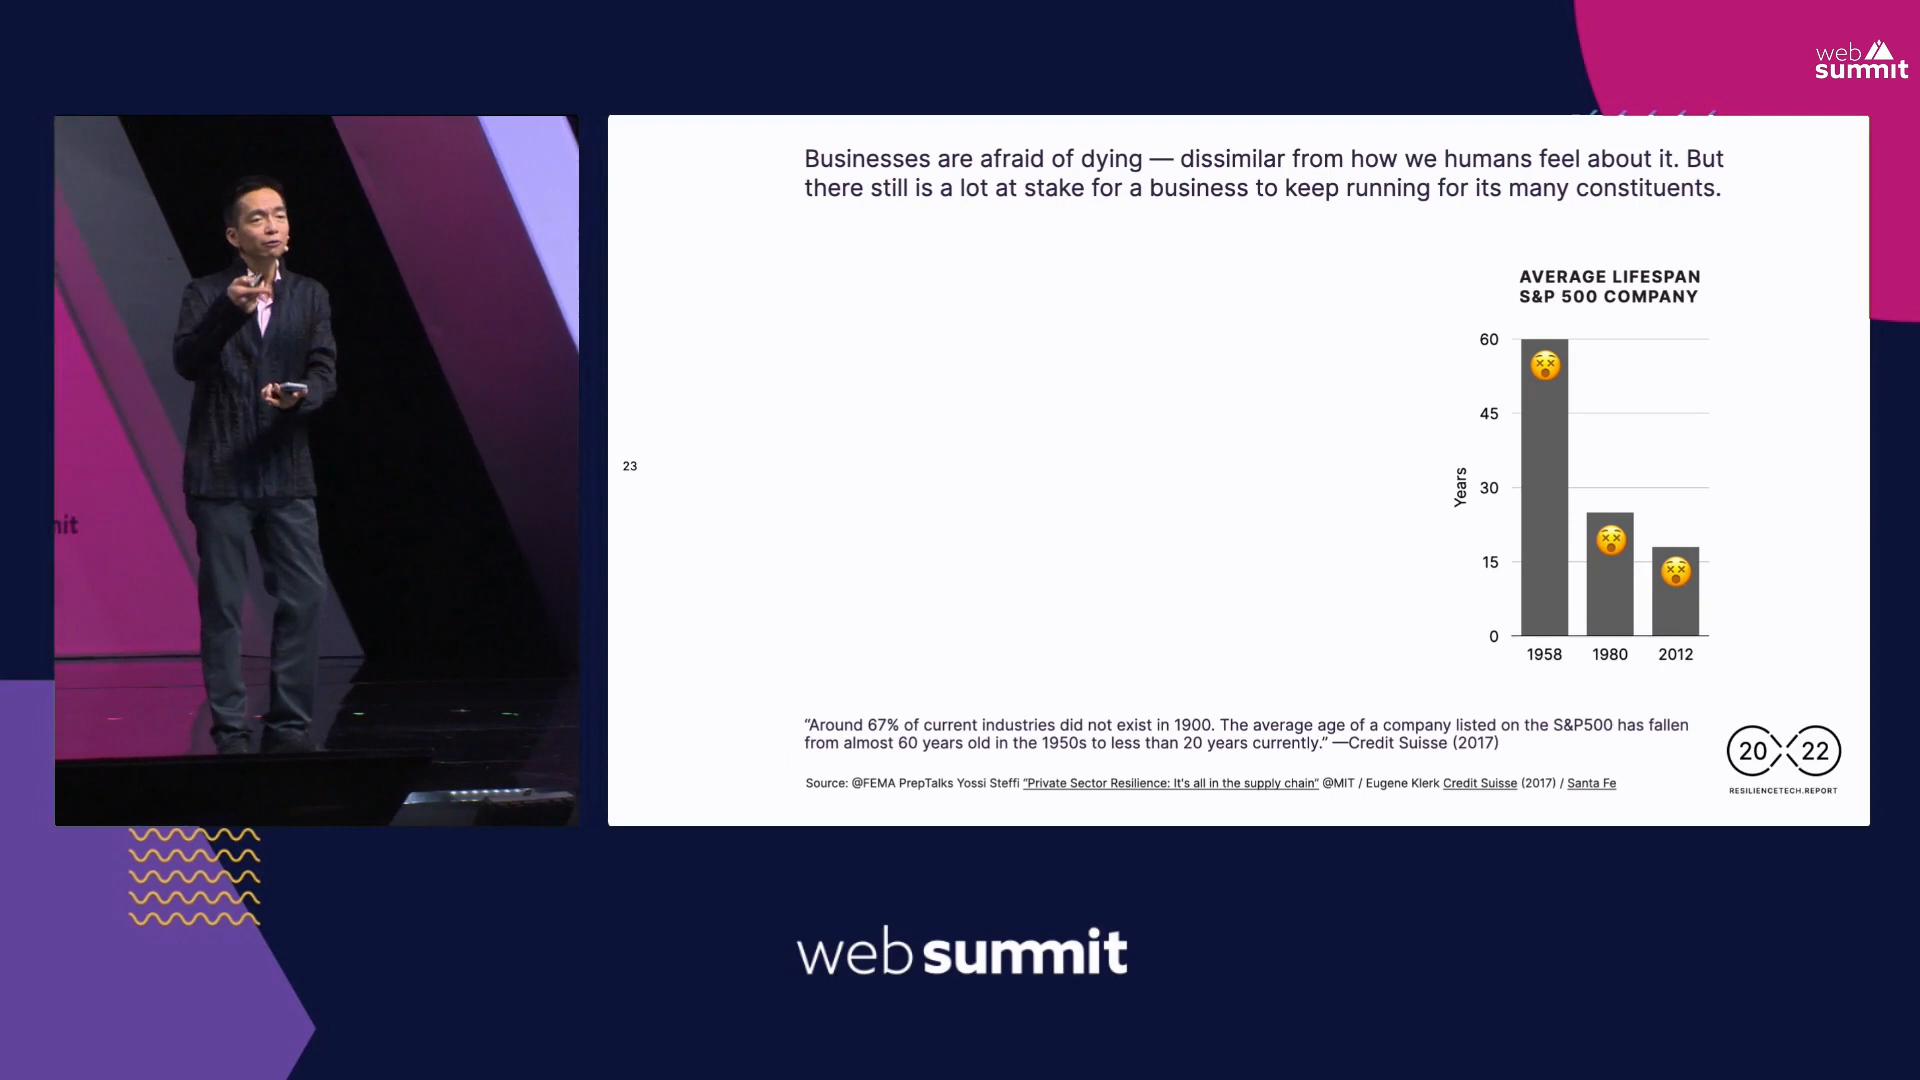 web
summit
nit
Businesses are afraid of dying — dissimilar from how we humans feel about it. But
there still is a lot at stake for a business to keep running for its many constituents.
AVERAGE LIFESPAN
S&P 500 COMPANY
60
45
30
15
0
Years
1958 1980 2012
23
“Around 67% of current industries did not exist in 1900. The average age of a company listed on the S&P500 has fallen
from almost 60 years old in the 1950s to less than 20 years currently.” —Credit Suisse (2017)
Source: @FEMA PrepTalks Yossi Steffi “Private Sector Resilience: It's all in the supply chain” @MIT / Eugene Klerk Credit Suisse (2017) / Santa Fe
20 22
RESILIENCETECH.REPORT
web summit